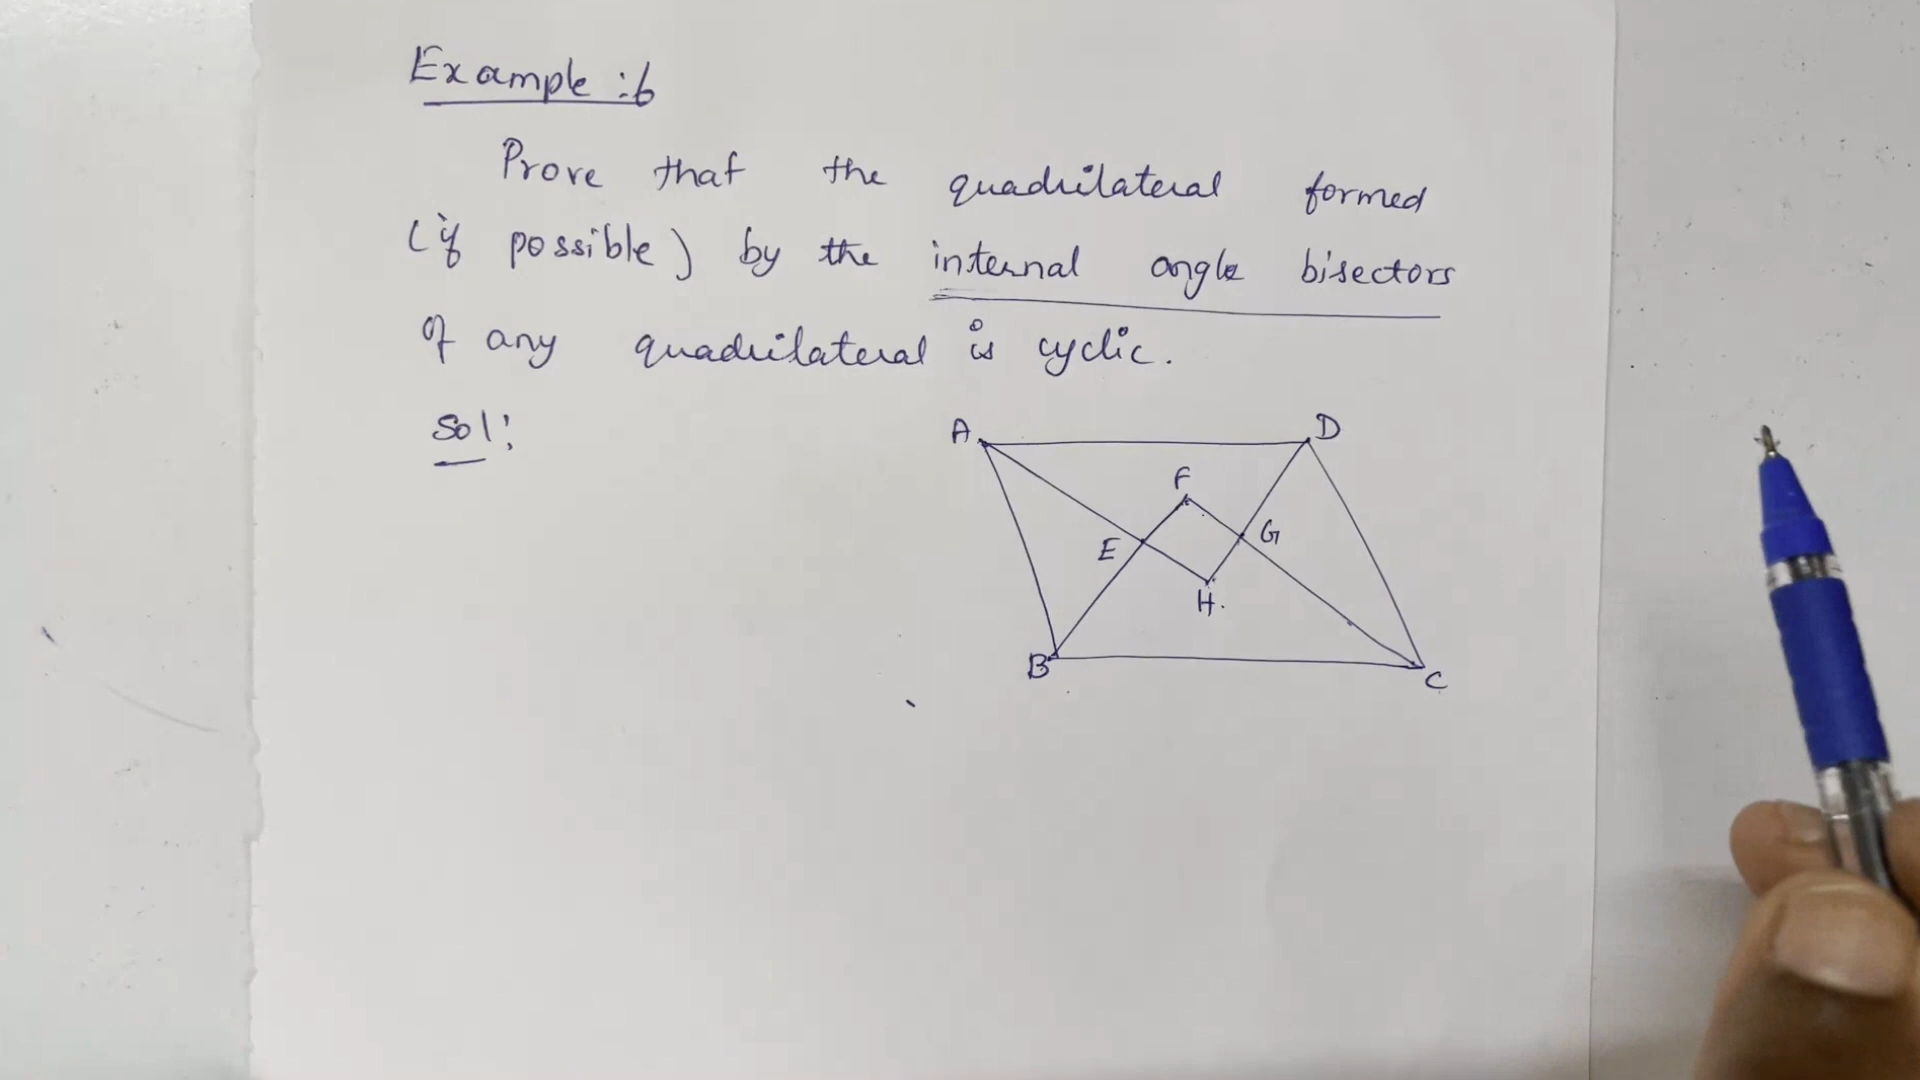 Example :6
Prove that the quadrilateral formed
(if possible) by the internal angle bisectors
of any quadrilateral is cyclic.
Sol:
A
D
F
G
E
H.
B
C